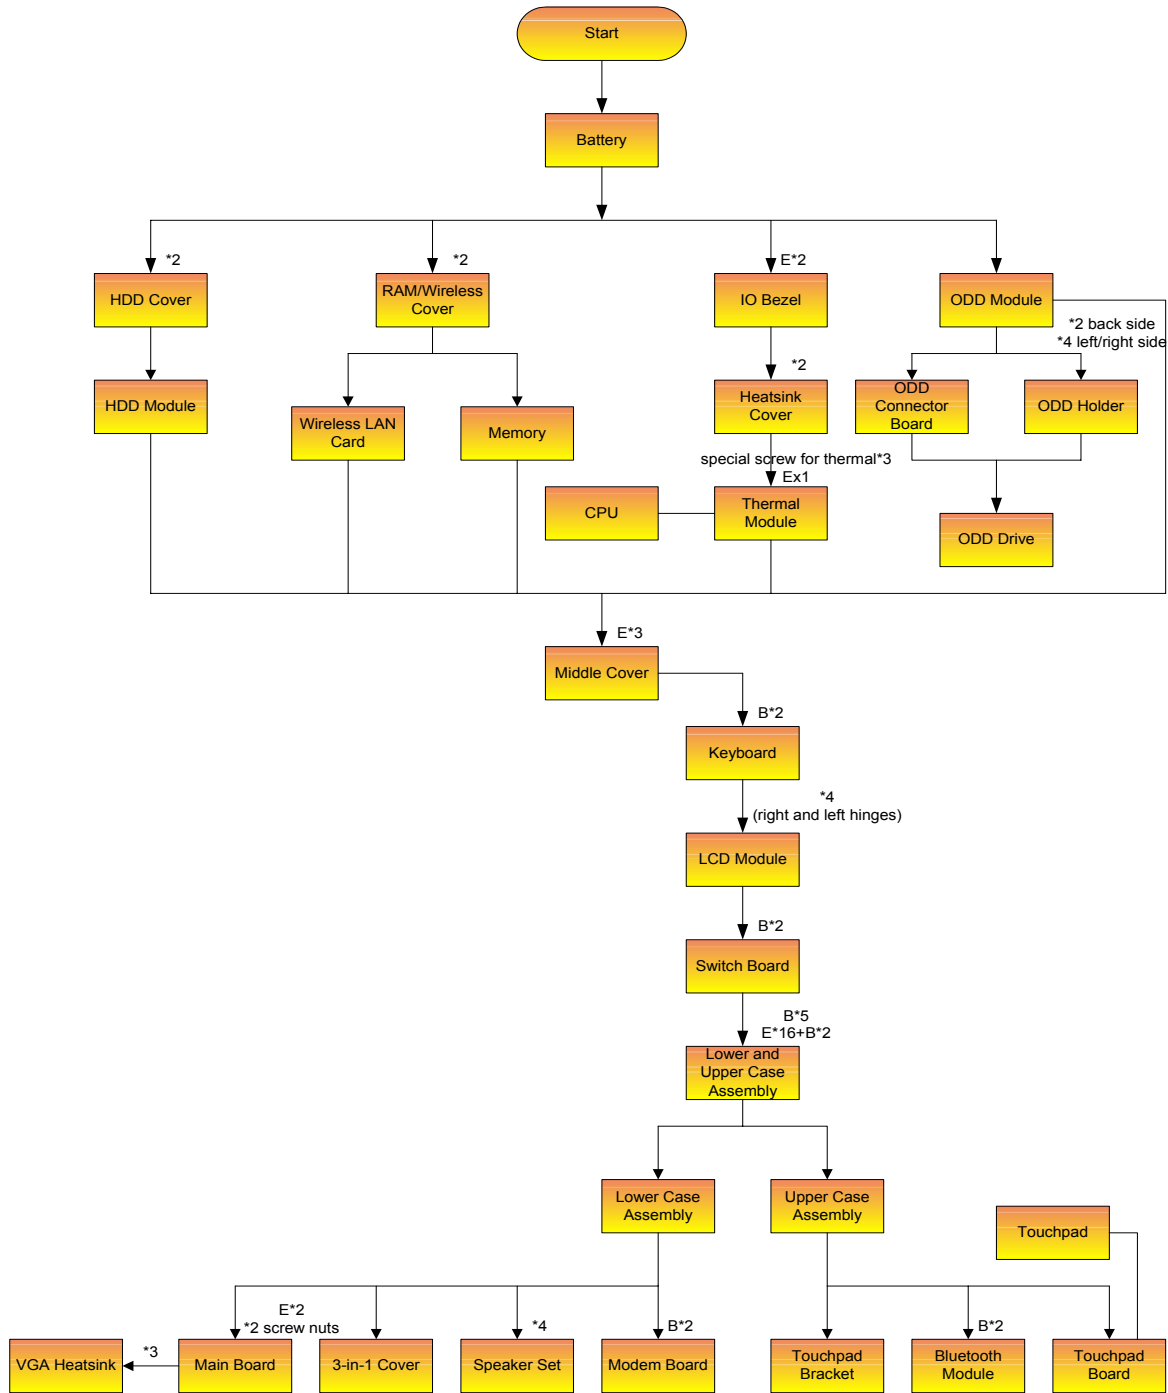 Start
Battery
*2
*2
E*2
HDD Cover
RAM/Wireless
Cover
IO Bezel
ODD Module
*2 back side
*4 left/right side
*2
HDD Module
Wireless LAN
Card
Memory
Heatsink
Cover
ODD
Connector
Board
ODD Holder
special screw for thermal*3
Ex1
CPU
Thermal
Module
ODD Drive
E*3
Middle Cover
B*2
Keyboard
*4
(right and left hinges)
LCD Module
B*2
Switch Board
B*5
E*16+B*2
Lower and
Upper Case
Assembly
Lower Case
Assembly
Upper Case
Assembly
Touchpad
E*2
*2 screw nuts
*4
B*2
B*2
*3
VGA Heatsink
Main Board
3-in-1 Cover
Speaker Set
Modem Board
Touchpad
Bracket
Bluetooth
Module
Touchpad
Board